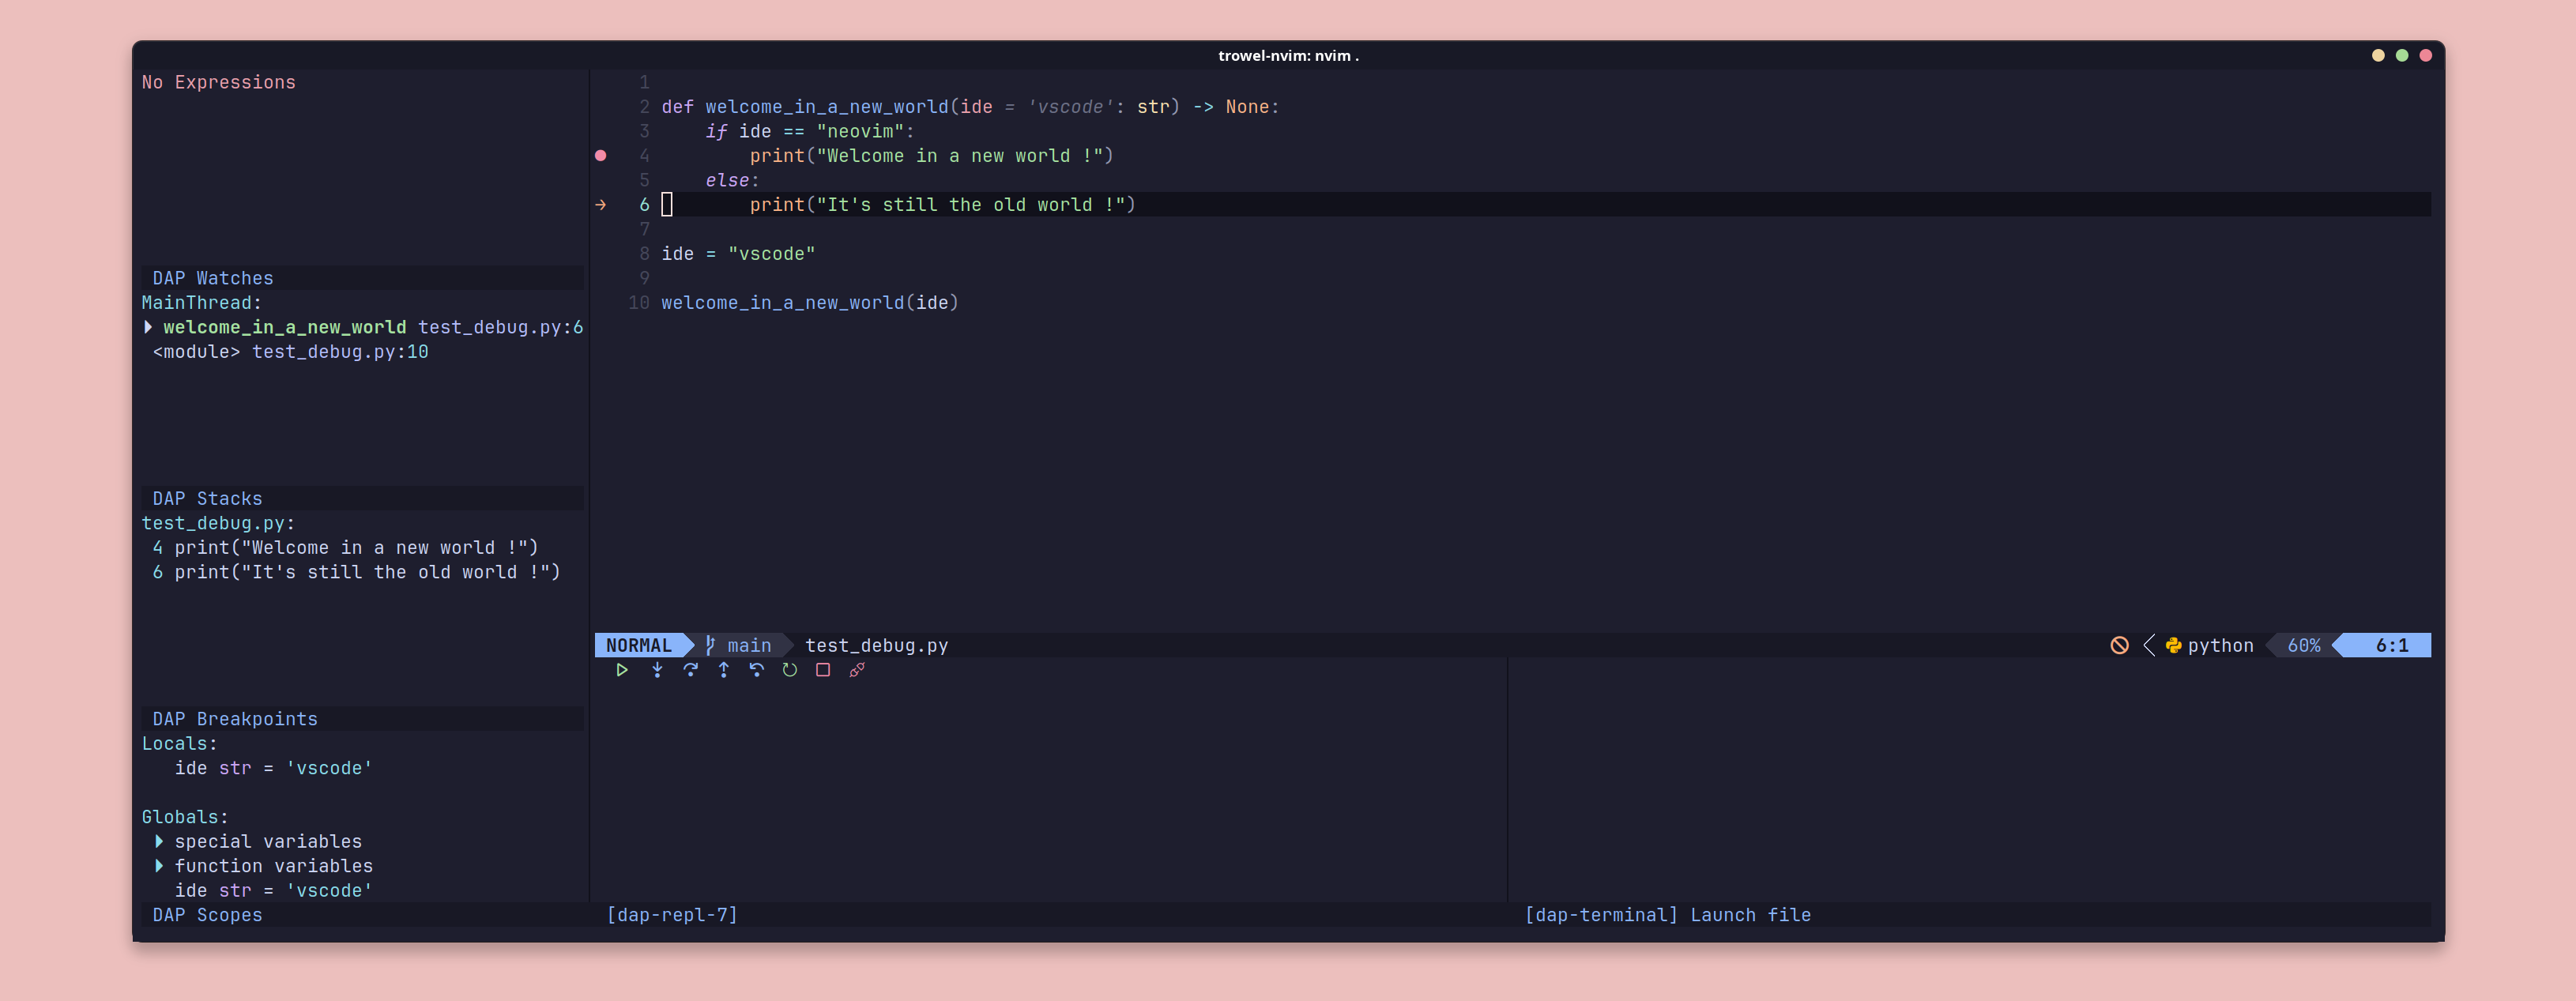 trowel-nvim: nvim .
No Expressions
DAP Watches
MainThread:
welcome_in_a_new_world test_debug.py:6
<module> test_debug.py:10
DAP Stacks
test_debug.py:
4 print("Welcome in a new world !")
6 print("It's still the old world !")
DAP Breakpoints
Locals:
ide str = 'vscode'
Globals:
special variables
function variables
ide str = 'vscode'
DAP Scopes
1
2 def welcome_in_a_new_world(ide = 'vscode': str) -> None:
3 if ide == "neovim":
4 print("Welcome in a new world !")
5 else:
6 print("It's still the old world !")
7
8 ide = "vscode"
9
10 welcome_in_a_new_world(ide)
NORMAL main test_debug.py python 60% 6:1
[dap-repl-7]
[dap-terminal] Launch file